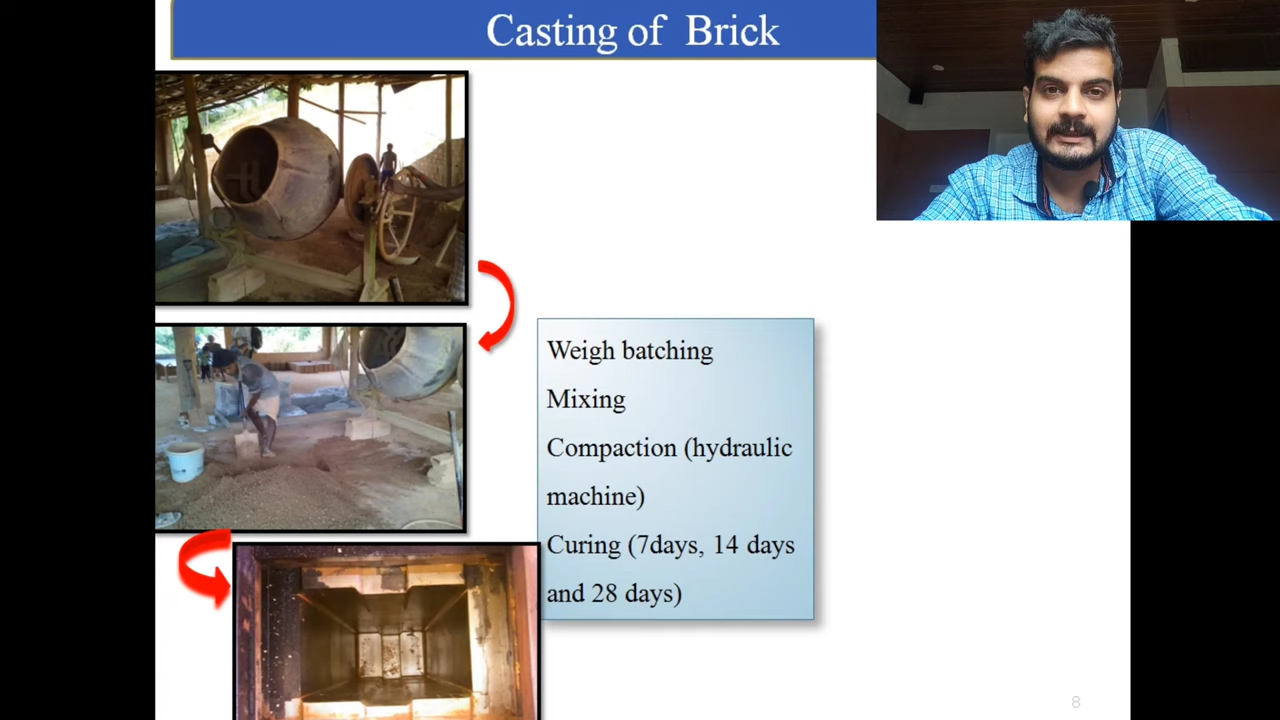 Casting of Brick
Weigh batching
Mixing
Compaction (hydraulic
machine)
Curing (7days, 14 days
and 28 days)
8